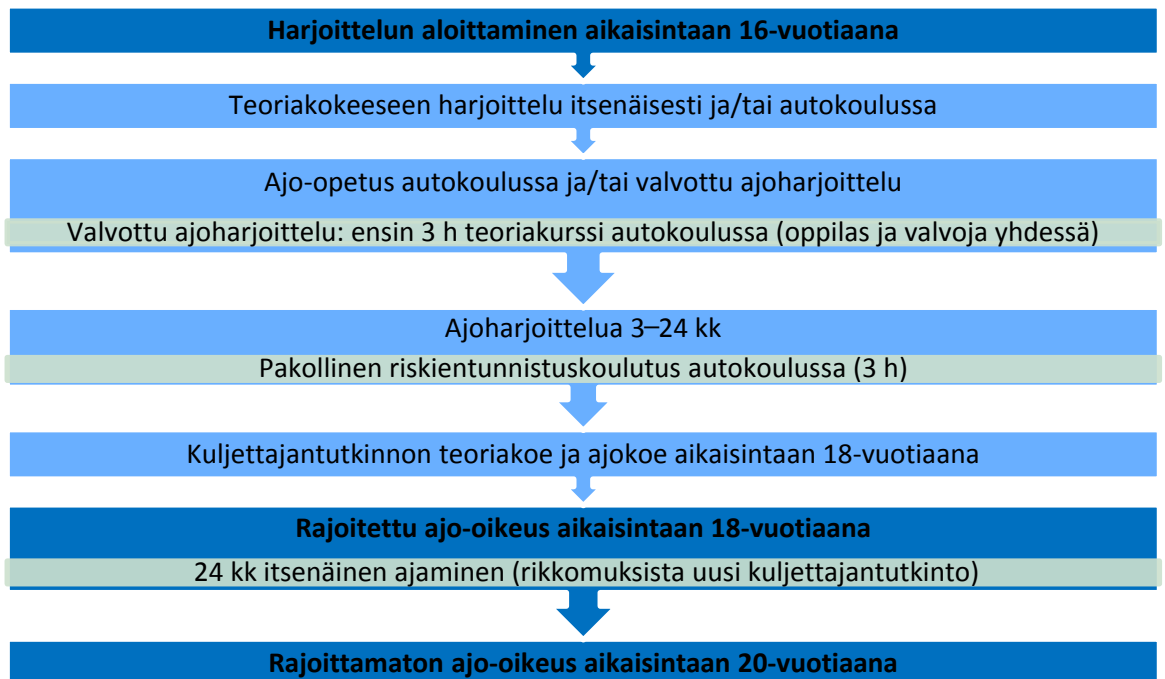 Harjoittelun aloittaminen aikaisintaan 16-vuotiaana
Teoriakokeeseen harjoittelu itsenäisesti ja/tai autokoulussa
Ajo-opetus autokoulussa ja/tai valvottu ajoharjoittelu
Valvottu ajoharjoittelu: ensin 3 h teoriakurssi autokoulussa (oppilas ja valvoja yhdessä)
Ajoharjoittelua 3–24 kk
Pakollinen riskientunnistuskoulutus autokoulussa (3 h)
Kuljettajantutkinnon teoriakoe ja ajokoe aikaisintaan 18-vuotiaana
Rajoitettu ajo-oikeus aikaisintaan 18-vuotiaana
24 kk itsenäinen ajaminen (rikkomuksista uusi kuljettajantutkinto)
Rajoittamaton ajo-oikeus aikaisintaan 20-vuotiaana